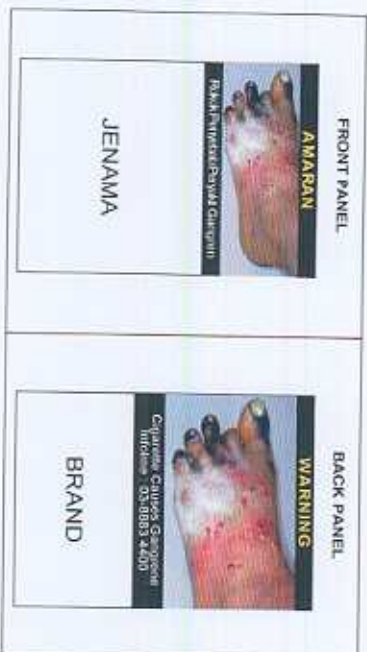 FRONT PANEL
AMARAN
Rokok Penyebab Penyakit Gangren
JENAMA
BACK PANEL
WARNING
Cigarette Causes Gangrene
Infoline : 03-8883 4400
BRAND